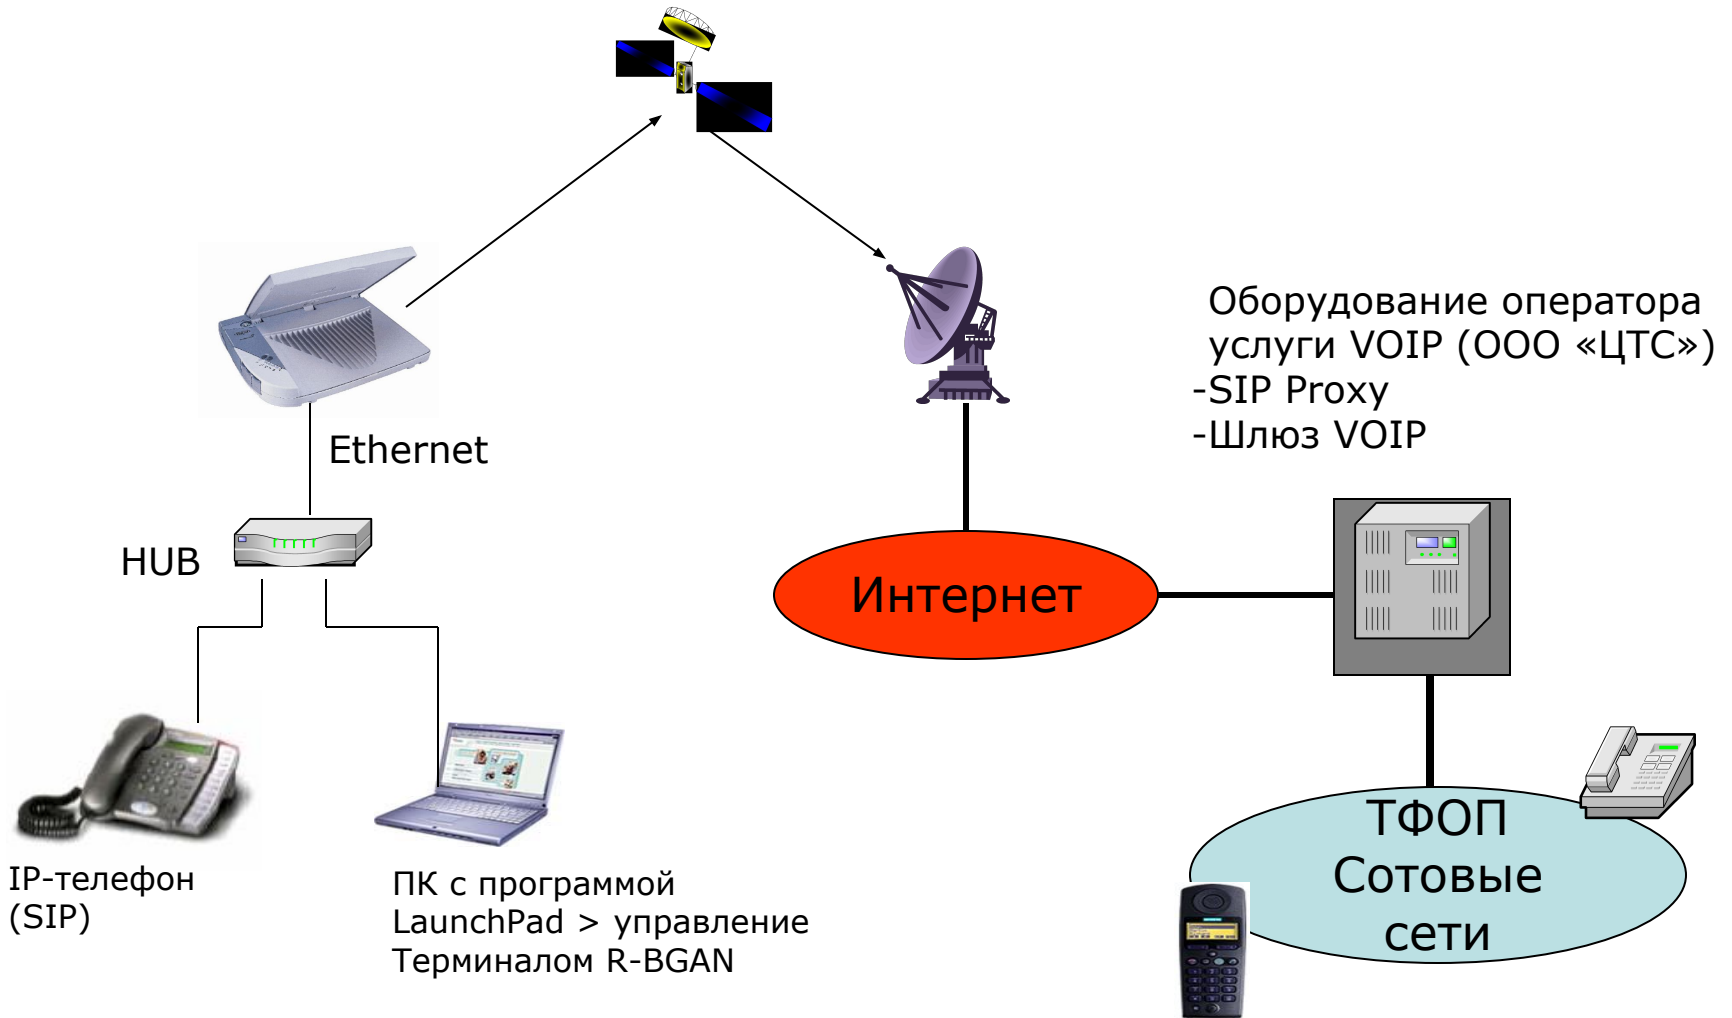 Оборудование оператора
услуги VOIP (ООО «ЦТС»)
-SIP Proxy
-Шлюз VOIP
Ethernet
HUB
Интернет
IP-телефон
(SIP)
ПК с программой
LaunchPad > управление
Терминалом R-BGAN
ТФОП
Сотовые
сети